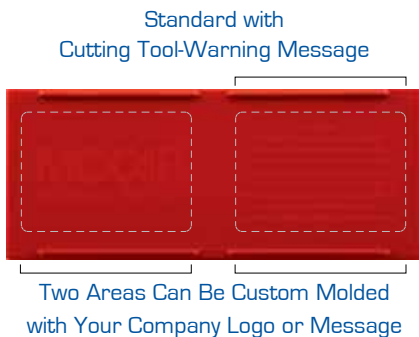 Standard with
Cutting Tool-Warning Message
Two Areas Can Be Custom Molded
with Your Company Logo or Message